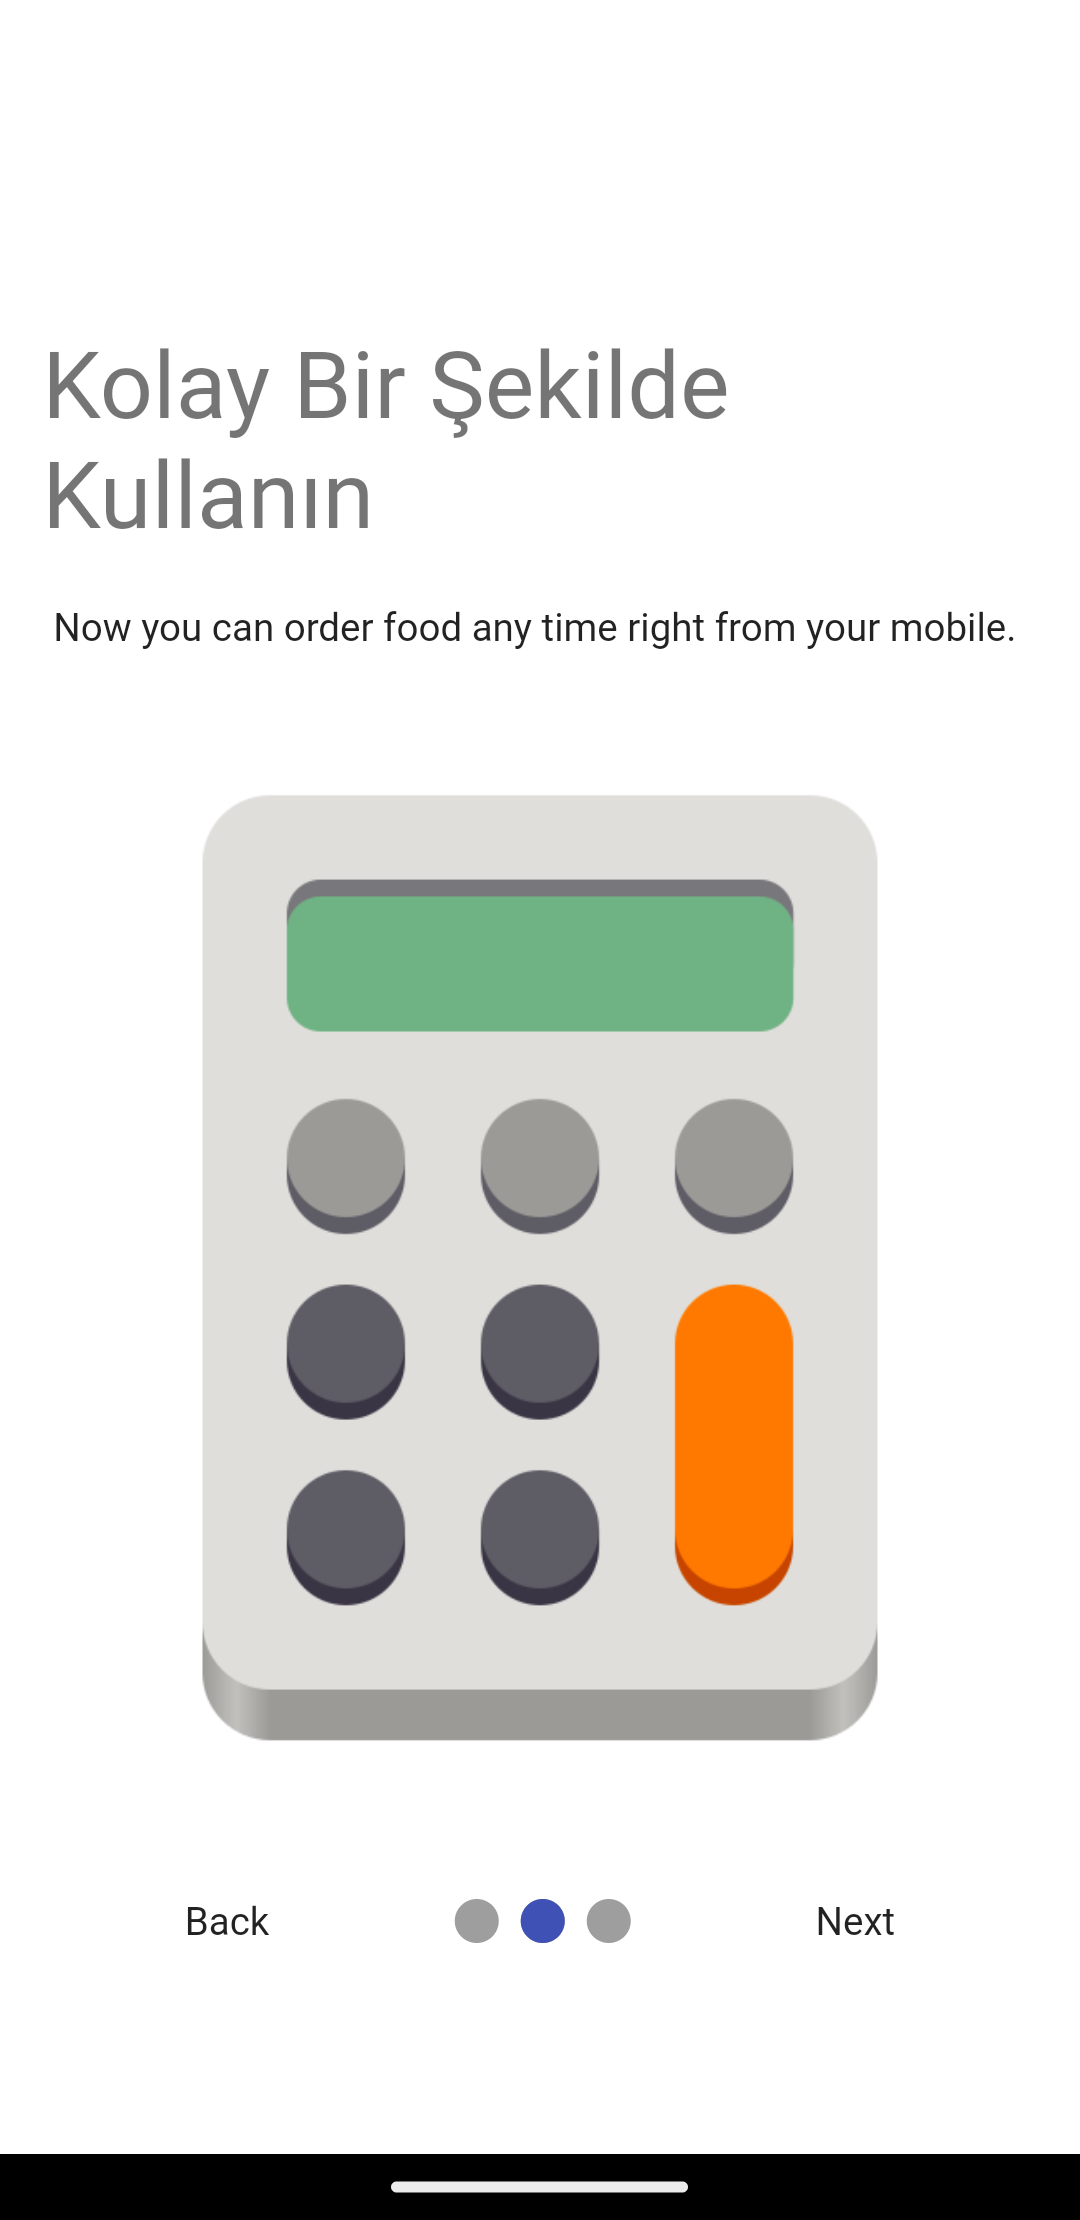 Kolay Bir Şekilde
Kullanın
Now you can order food any time right from your mobile.
Back
Next